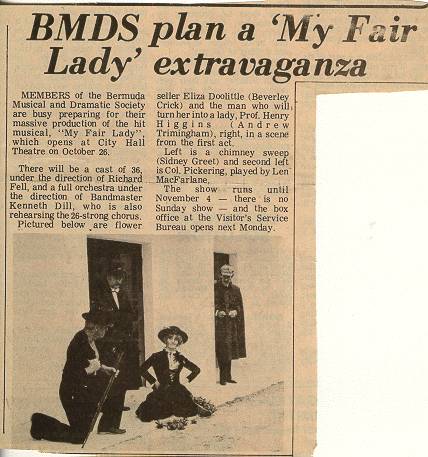 BMDS plan a 'My Fair
Lady' extravaganza
MEMBERS of the Bermuda
Musical and Dramatic Society
are busy preparing for their
massive production of the hit
musical, "My Fair Lady",
which opens at City Hall
Theatre on October 26.
There will be a cast of 36,
under the direction of Richard
Fell, and a full orchestra under
the direction of Bandmaster
Kenneth Dill, who is also
rehearsing the 26-strong chorus.
Pictured below are flower
seller Eliza Doolittle (Beverley
Crick) and the man who will
turn her into a lady, Prof. Henry
Higgins (Andrew
Trimingham), right, in a scene
from the first act.
Left is a chimney sweep
(Sidney Greet) and second left
is Col. Pickering, played by Len
MacFarlane.
The show runs until
November 4 — there is no
Sunday show — and the box
office at the Visitor's Service
Bureau opens next Monday.